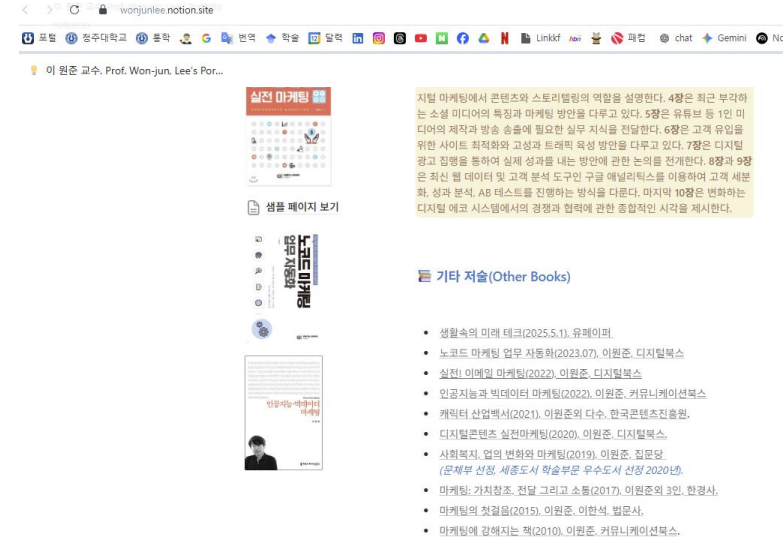 wonjunlee.notion.site
포털 청주대학교 통학 번역 학술 달력 Linkkf 패컵 chat Gemini No
이 원준 교수. Prof. Won-jun, Lee's Por...
실전 마케팅
지털 마케팅에서 콘텐츠와 스토리텔링의 역할을 설명한다. 4장은 최근 부각하
는 소셜 미디어의 특징과 마케팅 방안을 다루고 있다. 5장은 유튜브 등 1인 미
디어의 제작과 방송 송출에 필요한 실무 지식을 전달한다. 6장은 고객 유입을
위한 사이트 최적화와 고성과 트래픽 육성 방안을 다루고 있다. 7장은 디지털
광고 집행을 통하여 실제 성과를 내는 방안에 관한 논의를 전개한다. 8장과 9장
은 최신 웹 데이터 및 고객 분석 도구인 구글 애널리틱스를 이용하여 고객 세분
화, 성과 분석, AB 테스트를 진행하는 방식을 다룬다. 마지막 10장은 변화하는
디지털 에코 시스템에서의 경쟁과 협력에 관한 종합적인 시각을 제시한다.
샘플 페이지 보기
노코드 마케팅
업무 자동화
인공지능·빅데이터
마케팅
기타 저술(Other Books)
생활속의 미래 테크(2025.5.1), 유페이퍼
노코드 마케팅 업무 자동화(2023.07), 이원준, 디지털북스
실전! 이메일 마케팅(2022), 이원준, 디지털북스
인공지능과 빅데이터 마케팅(2022), 이원준, 커뮤니케이션북스
캐릭터 산업백서(2021), 이원준외 다수, 한국콘텐츠진흥원.
디지털콘텐츠 실전마케팅(2020), 이원준, 디지털북스.
사회복지, 업의 변화와 마케팅(2019), 이원준, 집문당
(문체부 선정, 세종도서 학술부문 우수도서 선정 2020년).
마케팅: 가치창조, 전달 그리고 소통(2017), 이원준외 3인, 한경사.
마케팅의 첫걸음(2015), 이원준, 이한석, 법문사.
마케팅에 강해지는 책(2010), 이원준, 커뮤니케이션북스.